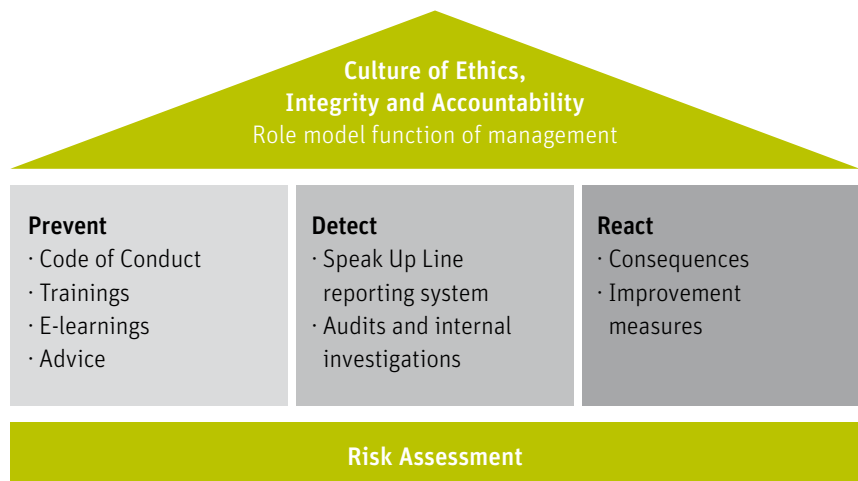 Culture of Ethics,
Integrity and Accountability
Role model function of management
Prevent
· Code of Conduct
· Trainings
· E-learnings
· Advice
Detect
· Speak Up Line
reporting system
· Audits and internal
investigations
React
· Consequences
· Improvement
measures
Risk Assessment